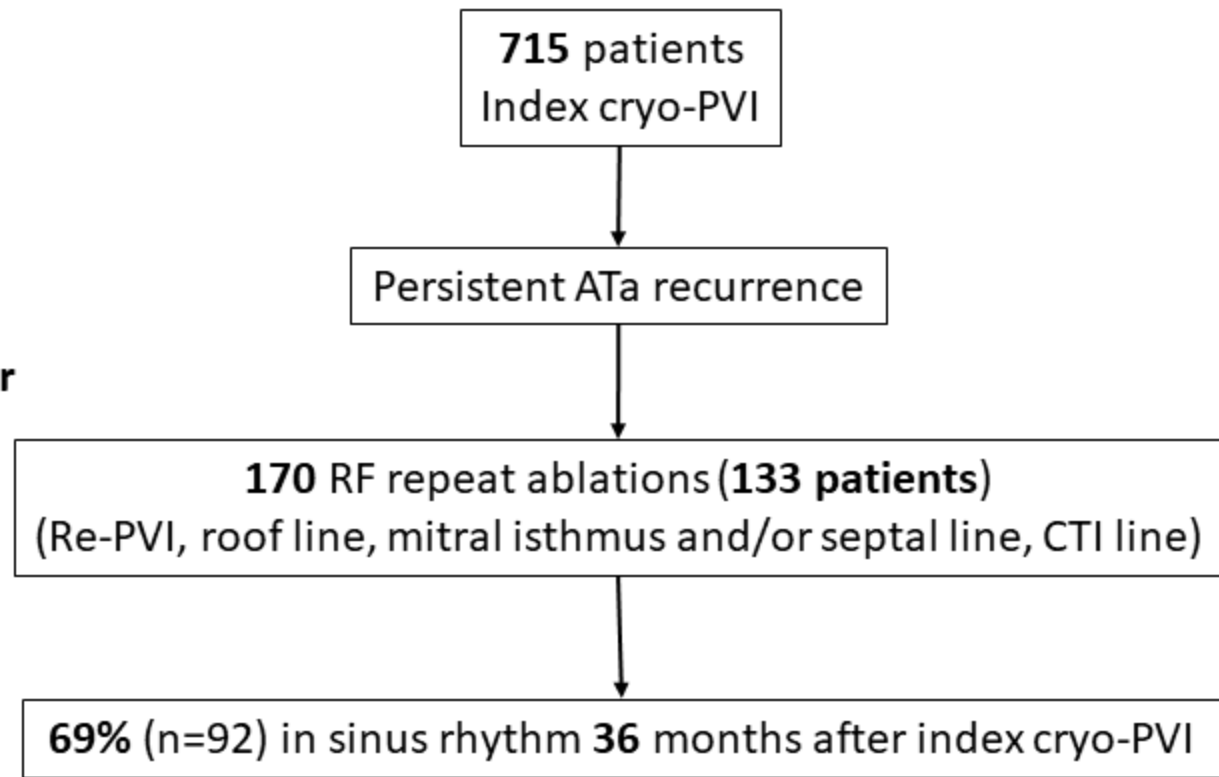 715 patients
Index cryo-PVI
Persistent ATa recurrence
r
170 RF repeat ablations (133 patients)
(Re-PVI, roof line, mitral isthmus and/or septal line, CTI line)
69% (n=92) in sinus rhythm 36 months after index cryo-PVI